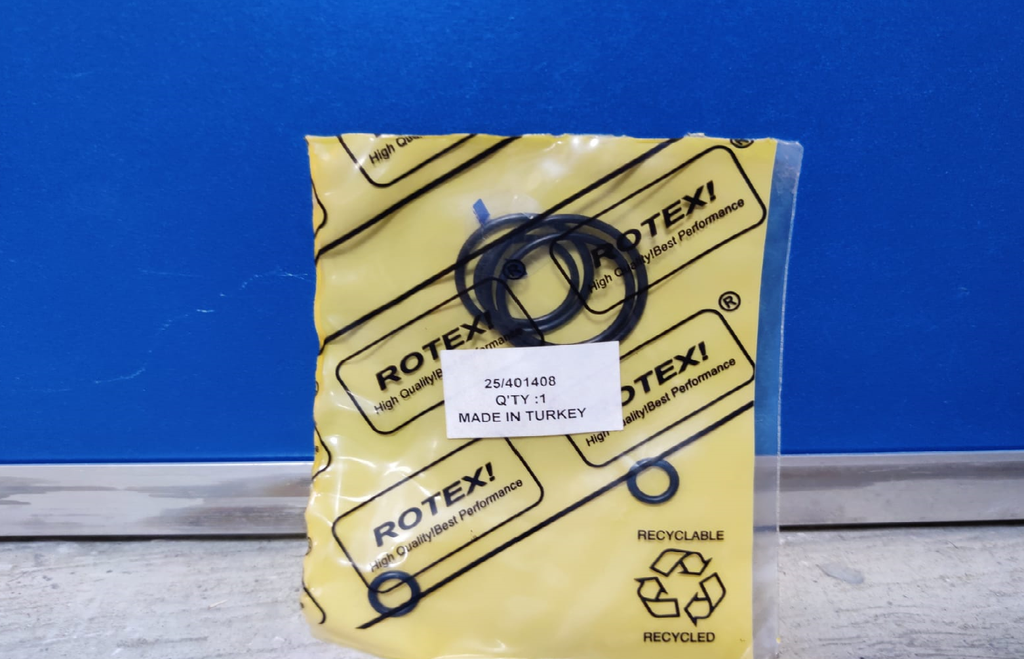 High Qu
®
ROTEX!
High Quality!Best Performance
®
ROTEX!
High Quality!Best Performance
®
ROTEX!
High Quality!Best Performance
25/401408
Q'TY :1
MADE IN TURKEY
ROTEX!
High Quality!Best Performance
RECYCLABLE
RECYCLED